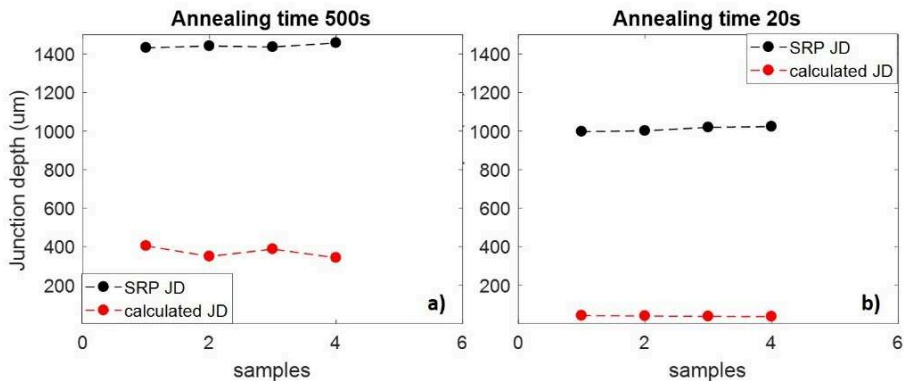 Annealing time 500s
1400
1200
1000
800
600
400
200
Junction depth (um)
SRP JD
calculated JD
a)
0
2
4
6
samples
Annealing time 20s
1400
1200
1000
800
600
400
200
SRP JD
calculated JD
b)
0
2
4
6
samples